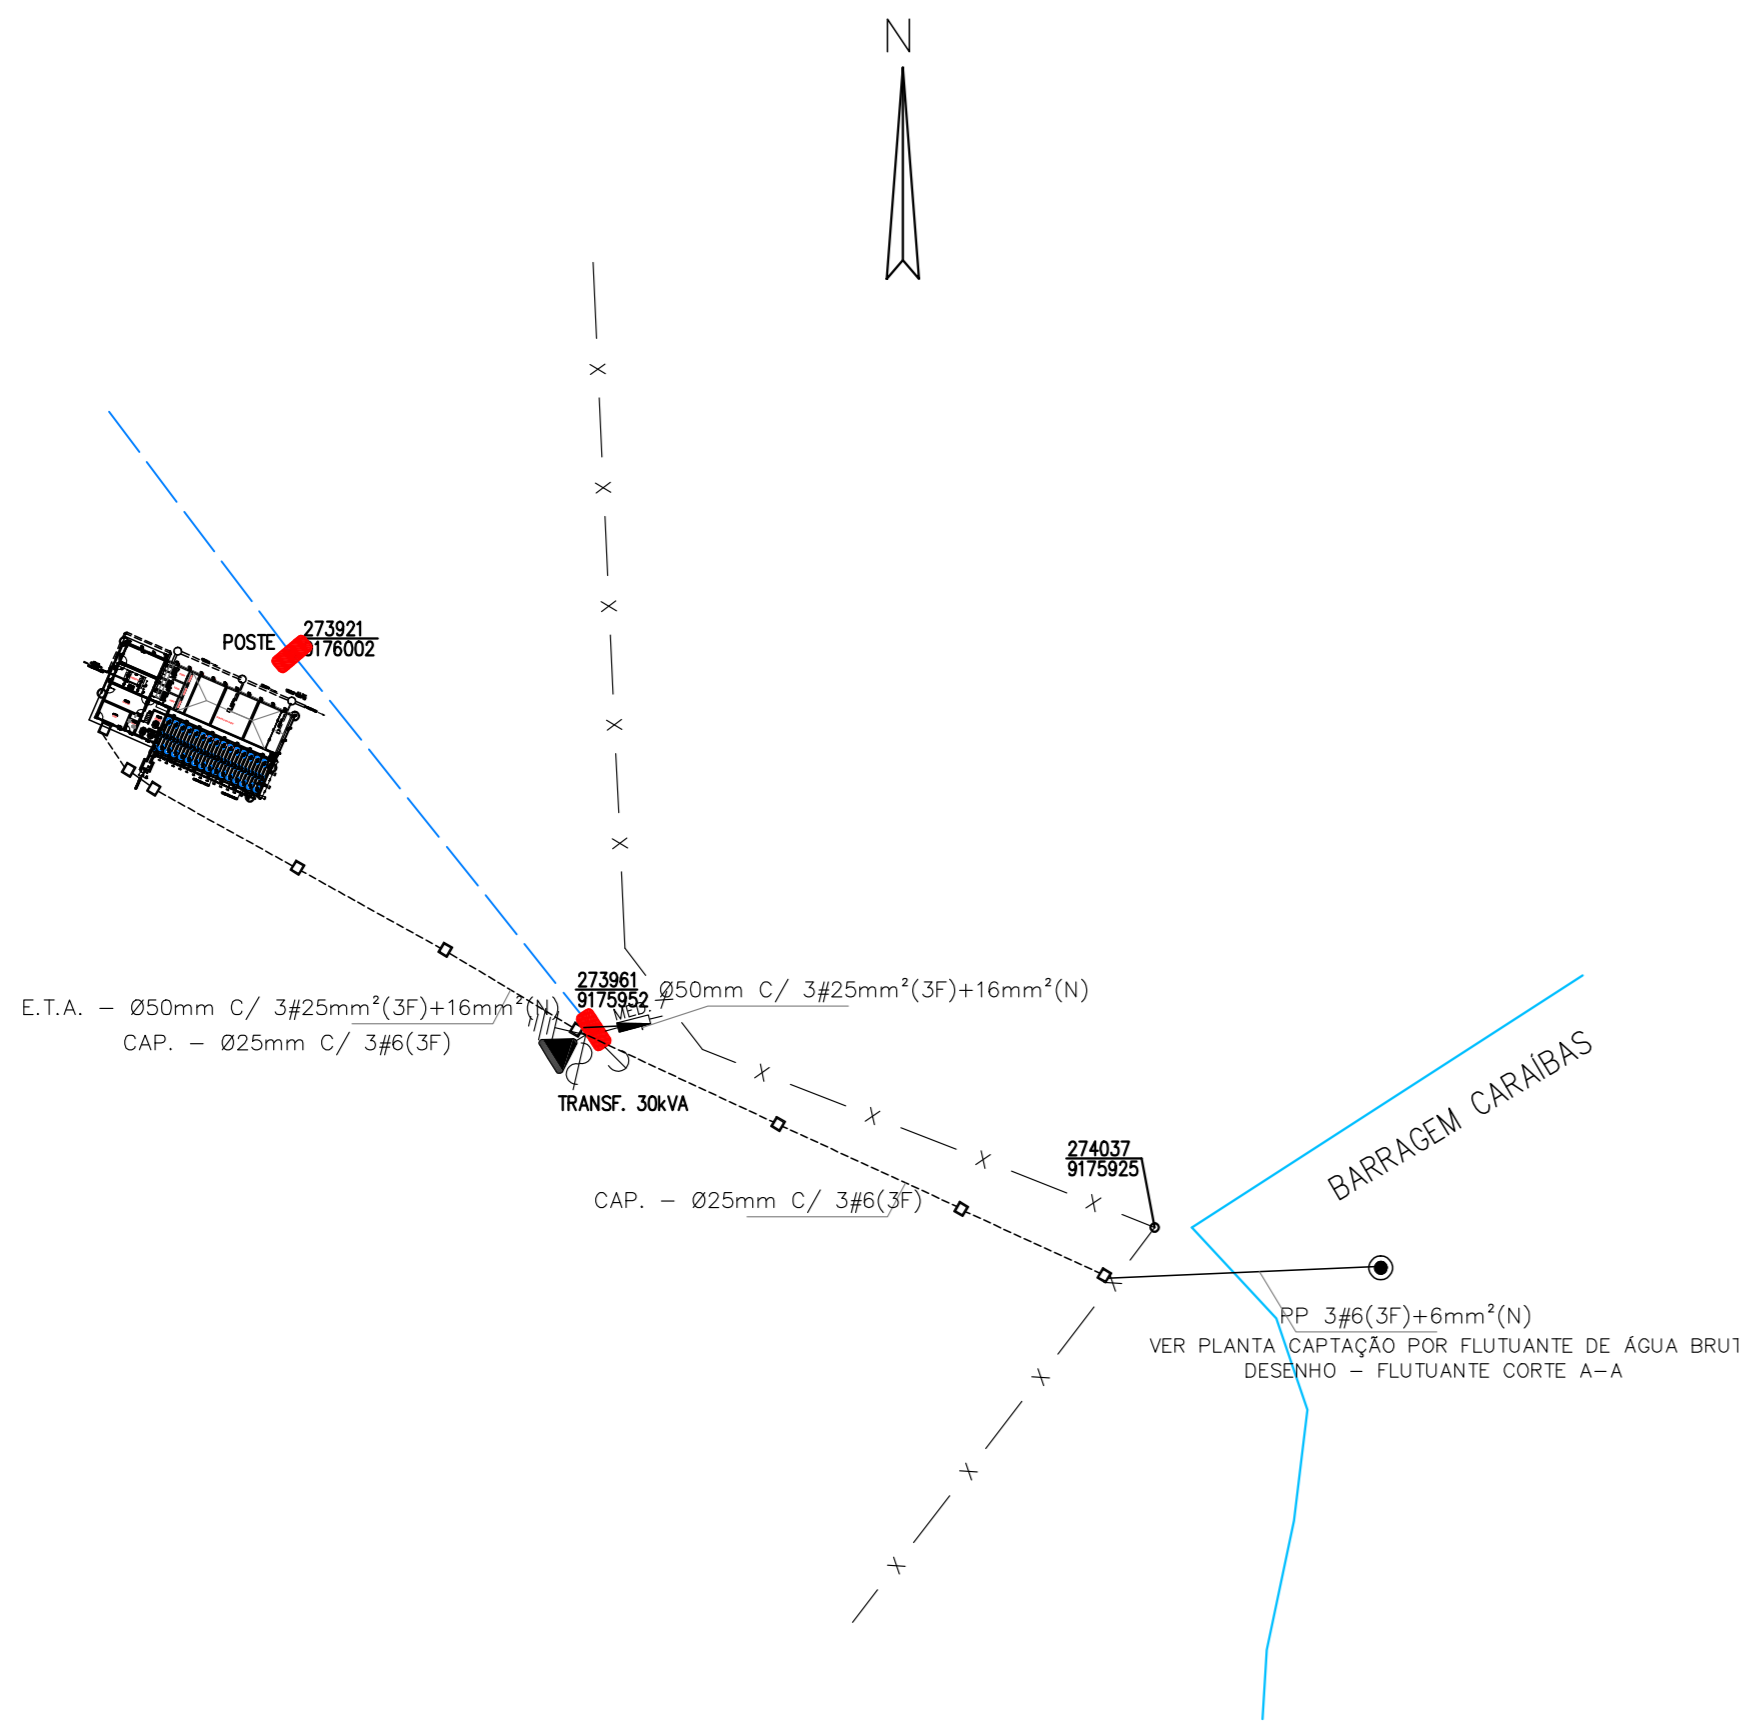 N
273921
POSTE
9176002
273961
9175952
MED.
Ø50mm C/ 3#25mm²(3F)+16mm²(N)
E.T.A. – Ø50mm C/ 3#25mm²(3F)+16mm²(N)
CAP. – Ø25mm C/ 3#6(3F)
TRANSF. 30kVA
BARRAGEM CARAÍBAS
274037
9175925
CAP. – Ø25mm C/ 3#6(3F)
PP 3#6(3F)+6mm²(N)
VER PLANTA CAPTAÇÃO POR FLUTUANTE DE ÁGUA BRUT
DESENHO – FLUTUANTE CORTE A–A